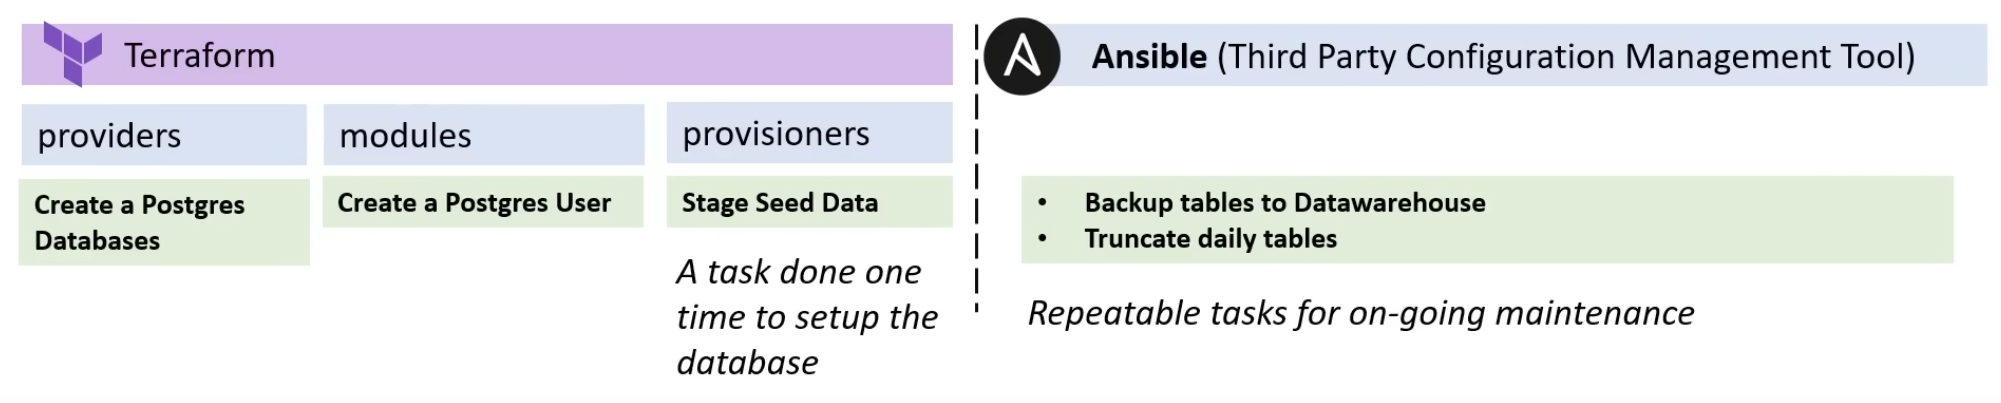 Terraform
Ansible (Third Party Configuration Management Tool)
providers
modules
provisioners
Create a Postgres
Databases
Create a Postgres User
Stage Seed Data
A task done one
time to setup the
database
• Backup tables to Datawarehouse
• Truncate daily tables
Repeatable tasks for on-going maintenance